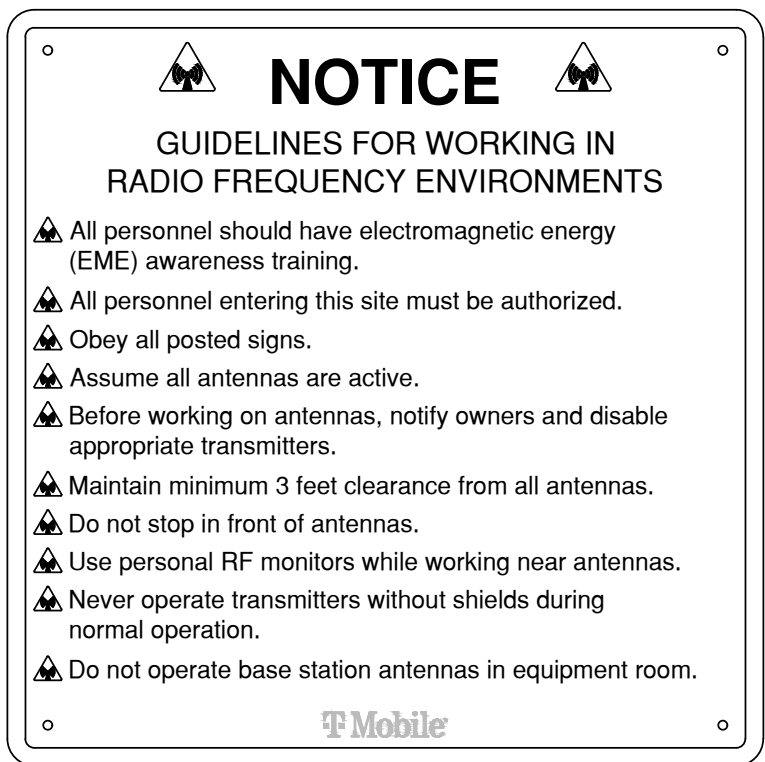 NOTICE
GUIDELINES FOR WORKING IN
RADIO FREQUENCY ENVIRONMENTS
All personnel should have electromagnetic energy
(EME) awareness training.
All personnel entering this site must be authorized.
Obey all posted signs.
Assume all antennas are active.
Before working on antennas, notify owners and disable
appropriate transmitters.
Maintain minimum 3 feet clearance from all antennas.
Do not stop in front of antennas.
Use personal RF monitors while working near antennas.
Never operate transmitters without shields during
normal operation.
Do not operate base station antennas in equipment room.
T Mobile